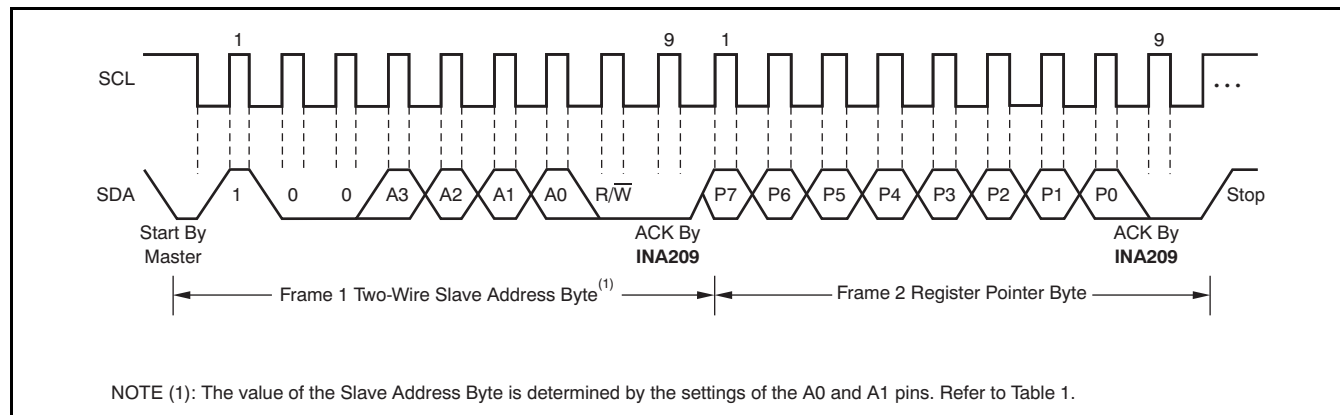 1 9 1 9
SCL ...
SDA 1 0 0 A3 A2 A1 A0 R/W̅ P7 P6 P5 P4 P3 P2 P1 P0 Stop
Start By Master
ACK By INA209
ACK By INA209
Frame 1 Two-Wire Slave Address Byte(1)
Frame 2 Register Pointer Byte
NOTE (1): The value of the Slave Address Byte is determined by the settings of the A0 and A1 pins. Refer to Table 1.